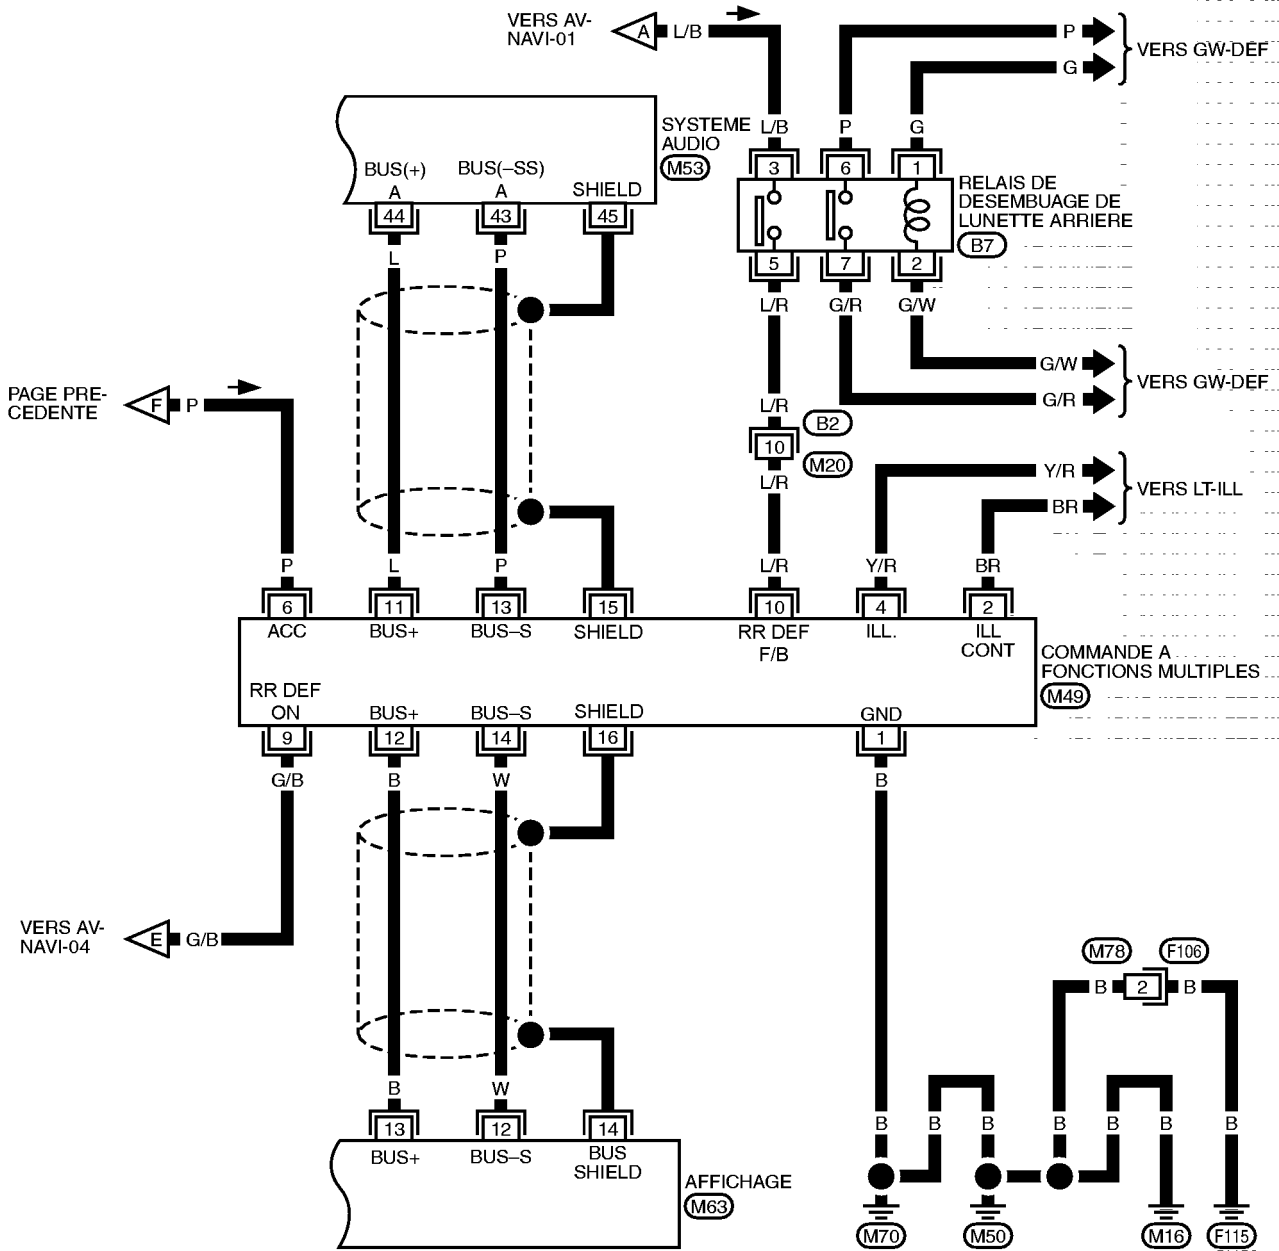 VERS AV-
NAVI-01
A
L/B
P
G
VERS GW-DEF
SYSTEME
AUDIO
M53
BUS(+)
A
BUS(–SS)
A
SHIELD
44
43
45
L
P
L/B
P
G
3
6
1
RELAIS DE
DESEMBUAGE DE
LUNETTE ARRIERE
B7
5
7
2
L/R
G/R
G/W
G/W
G/R
VERS GW-DEF
PAGE PRE-
CEDENTE
F
P
L/R
B2
10
M20
L/R
Y/R
BR
VERS LT-ILL
P
L
P
L/R
Y/R
BR
6
11
13
15
10
4
2
ACC
BUS+
BUS–S
SHIELD
RR DEF
F/B
ILL.
ILL
CONT
COMMANDE A
FONCTIONS MULTIPLES
M49
RR DEF
ON
BUS+
BUS–S
SHIELD
GND
9
12
14
16
1
G/B
B
W
B
VERS AV-
NAVI-04
E
G/B
M78
F106
B
2
B
B
W
13
12
14
BUS+
BUS–S
BUS
SHIELD
AFFICHAGE
M63
B
B
B
B
B
B
B
M70
M50
M16
F115